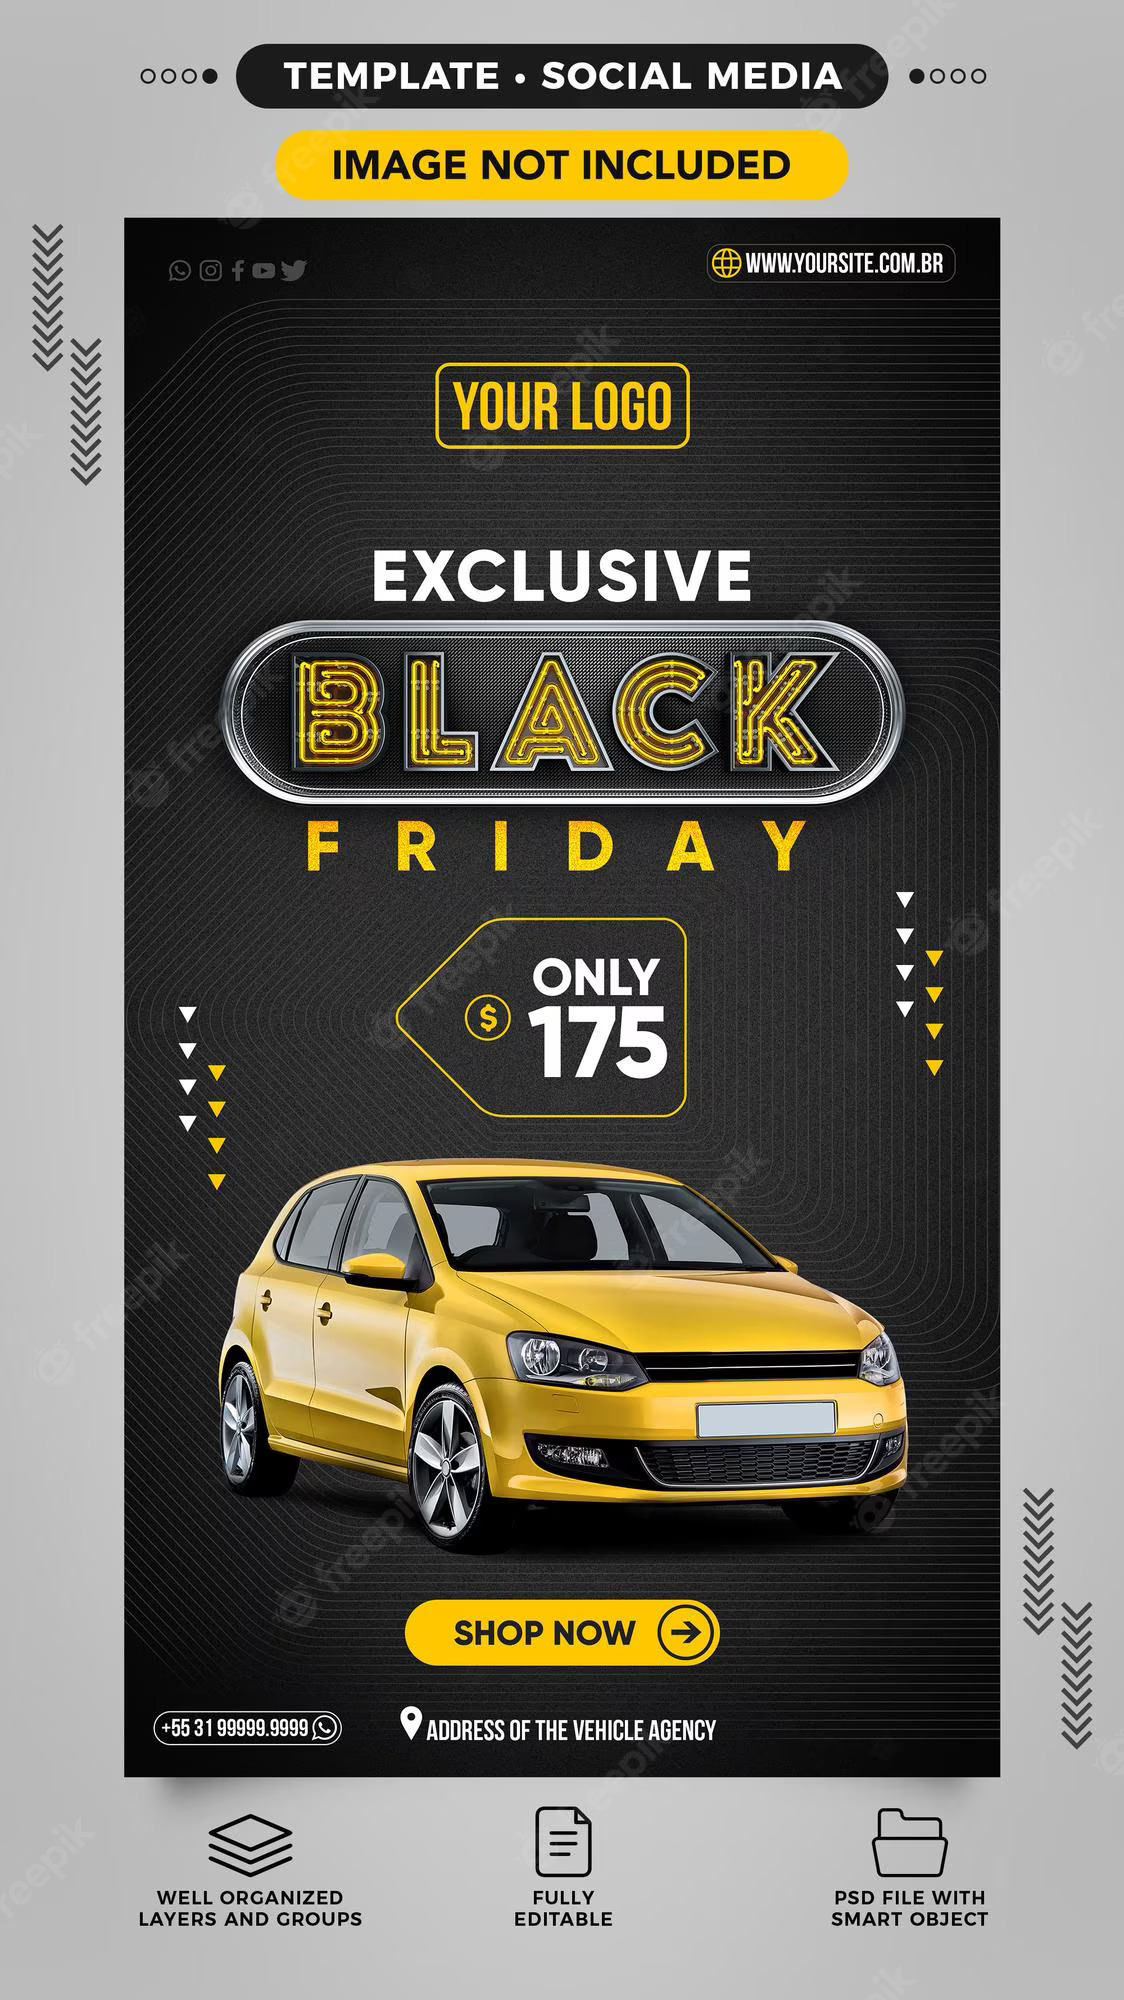 TEMPLATE • SOCIAL MEDIA
IMAGE NOT INCLUDED
WWW.YOURSITE.COM.BR
YOUR LOGO
EXCLUSIVE
BLACK
FRIDAY
ONLY
$ 175
SHOP NOW
+55 31 99999.9999
ADDRESS OF THE VEHICLE AGENCY
WELL ORGANIZED
LAYERS AND GROUPS
FULLY
EDITABLE
PSD FILE WITH
SMART OBJECT
freepik